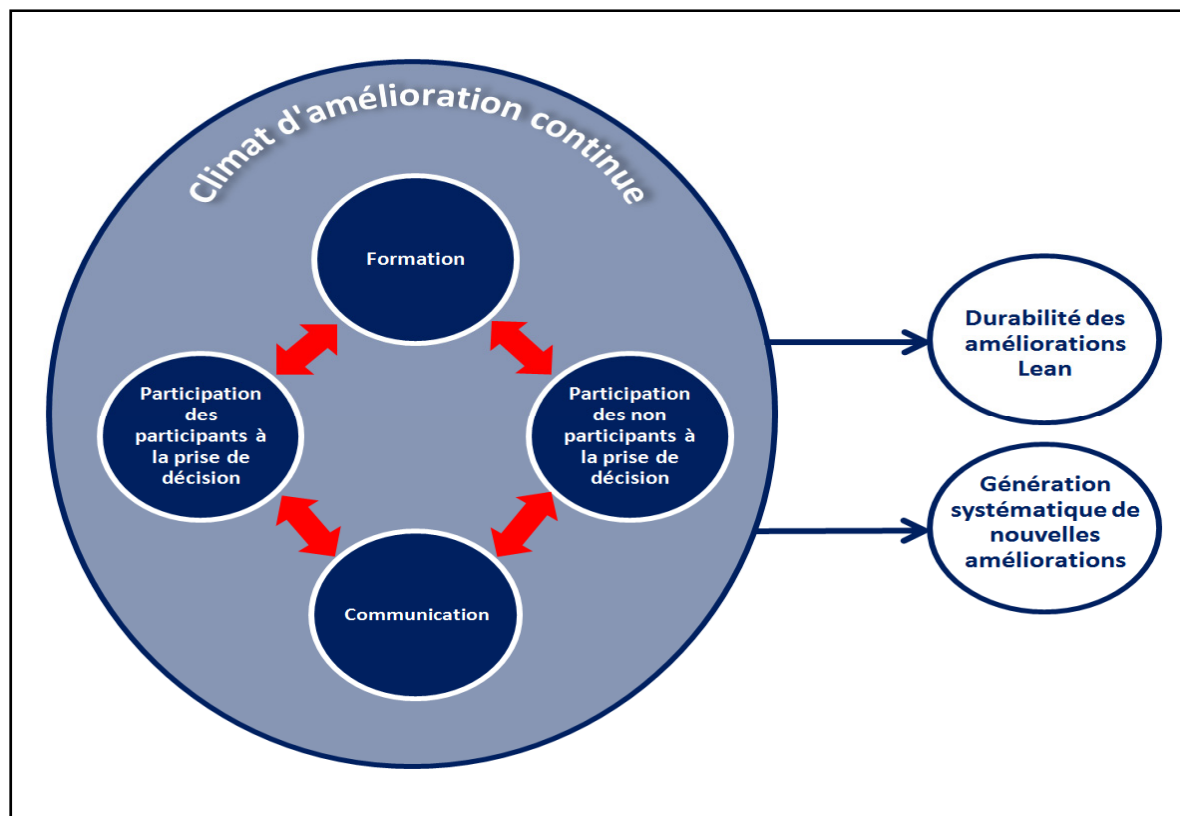 Climat d'amélioration continue
Formation
Participation
des
participants à
la prise de
décision
Participation
des non
participants à
la prise de
décision
Communication
Durabilité des
améliorations
Lean
Génération
systématique de
nouvelles
améliorations